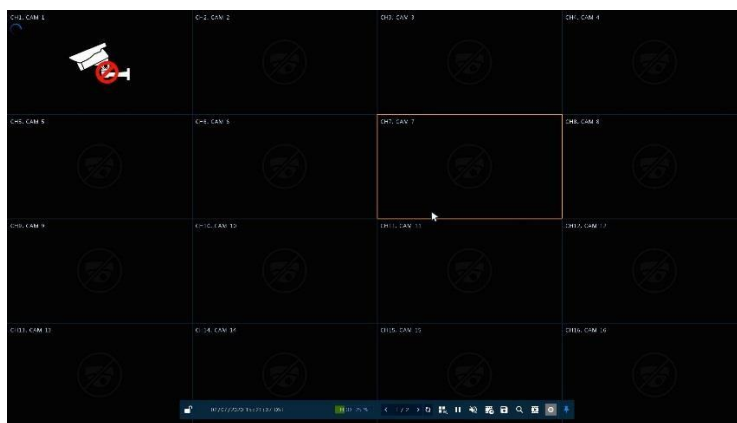 CH1. CAM 1
CH2. CAM 2
CH3. CAM 3
CH4. CAM 4
CH5. CAM 5
CH6. CAM 6
CH7. CAM 7
CH8. CAM 8
CH9. CAM 9
CH10. CAM 10
CH11. CAM 11
CH12. CAM 12
CH13. CAM 13
CH14. CAM 14
CH15. CAM 15
CH16. CAM 16
1 / 2